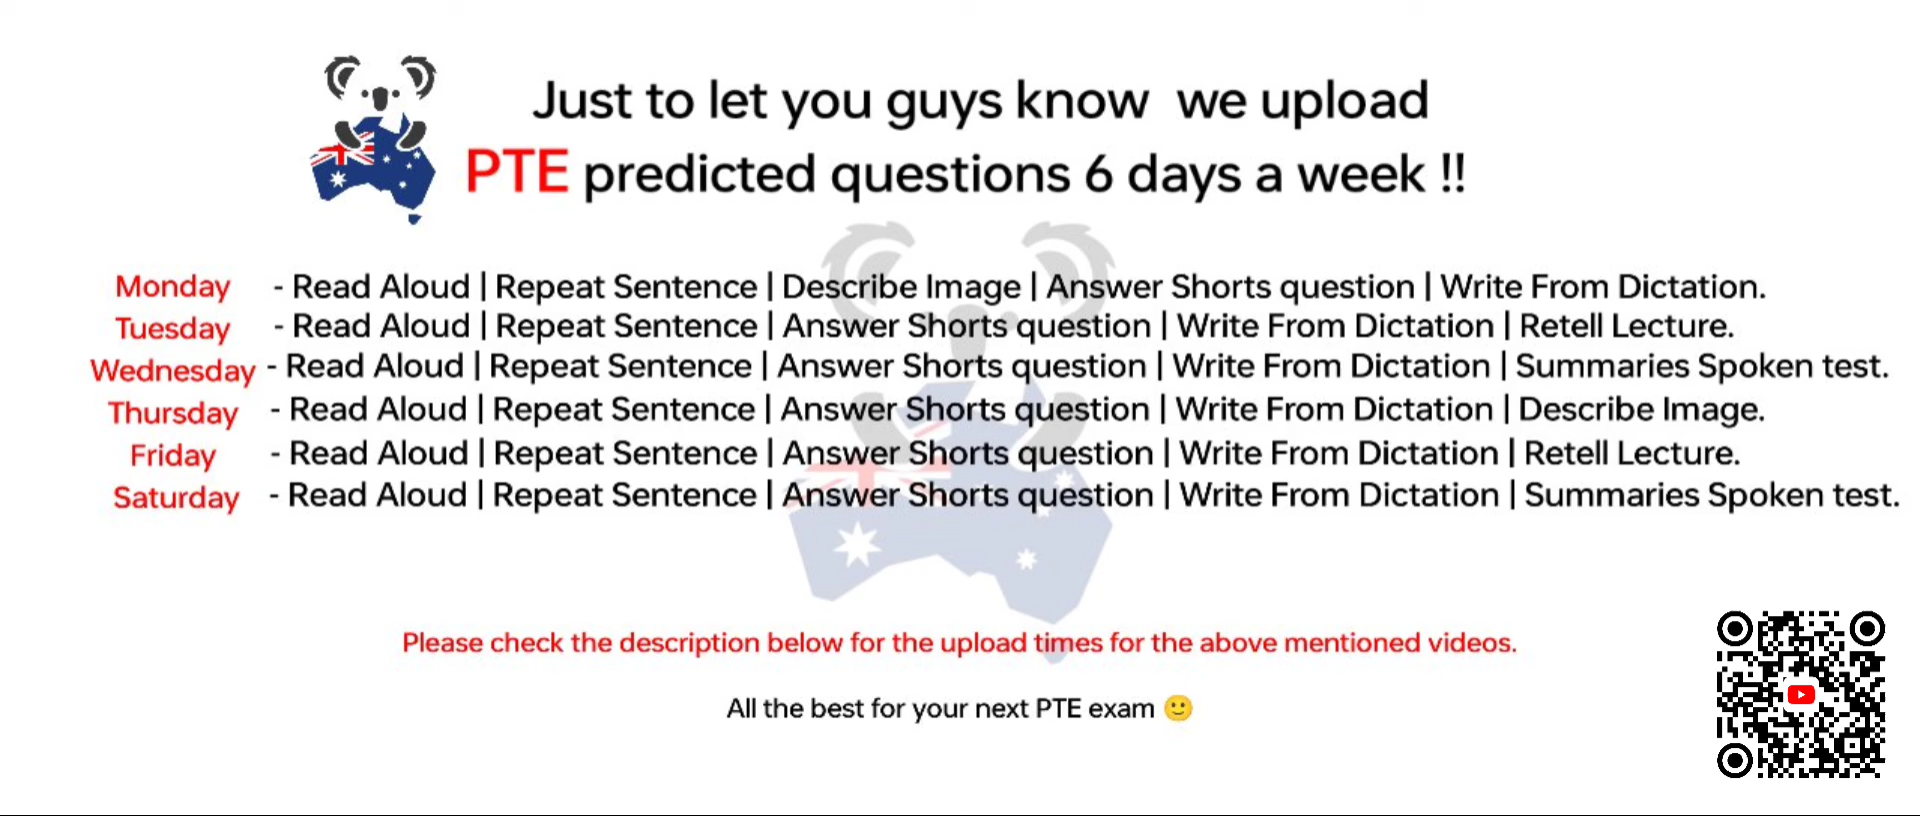 Just to let you guys know we upload
PTE predicted questions 6 days a week !!
Monday - Read Aloud | Repeat Sentence | Describe Image | Answer Shorts question | Write From Dictation.
Tuesday - Read Aloud | Repeat Sentence | Answer Shorts question | Write From Dictation | Retell Lecture.
Wednesday - Read Aloud | Repeat Sentence | Answer Shorts question | Write From Dictation | Summaries Spoken test.
Thursday - Read Aloud | Repeat Sentence | Answer Shorts question | Write From Dictation | Describe Image.
Friday - Read Aloud | Repeat Sentence | Answer Shorts question | Write From Dictation | Retell Lecture.
Saturday - Read Aloud | Repeat Sentence | Answer Shorts question | Write From Dictation | Summaries Spoken test.
Please check the description below for the upload times for the above mentioned videos.
All the best for your next PTE exam 🙂